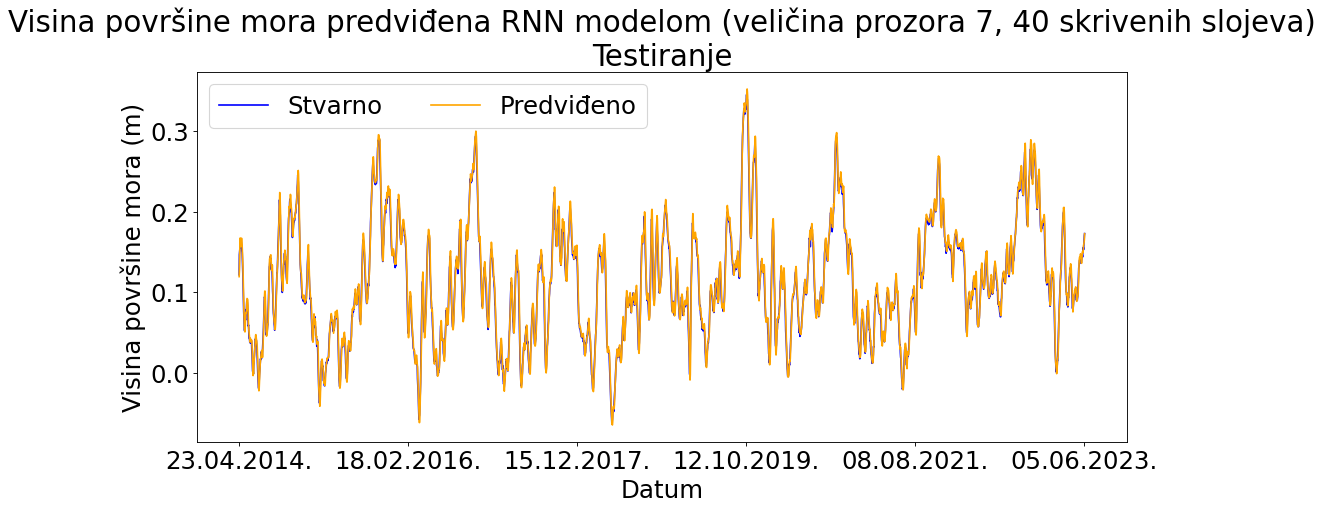 Visina površine mora predviđena RNN modelom (veličina prozora 7, 40 skrivenih slojeva)
Testiranje
Stvarno Predviđeno
Visina površine mora (m)
0.3
0.2
0.1
0.0
23.04.2014. 18.02.2016. 15.12.2017. 12.10.2019. 08.08.2021. 05.06.2023.
Datum